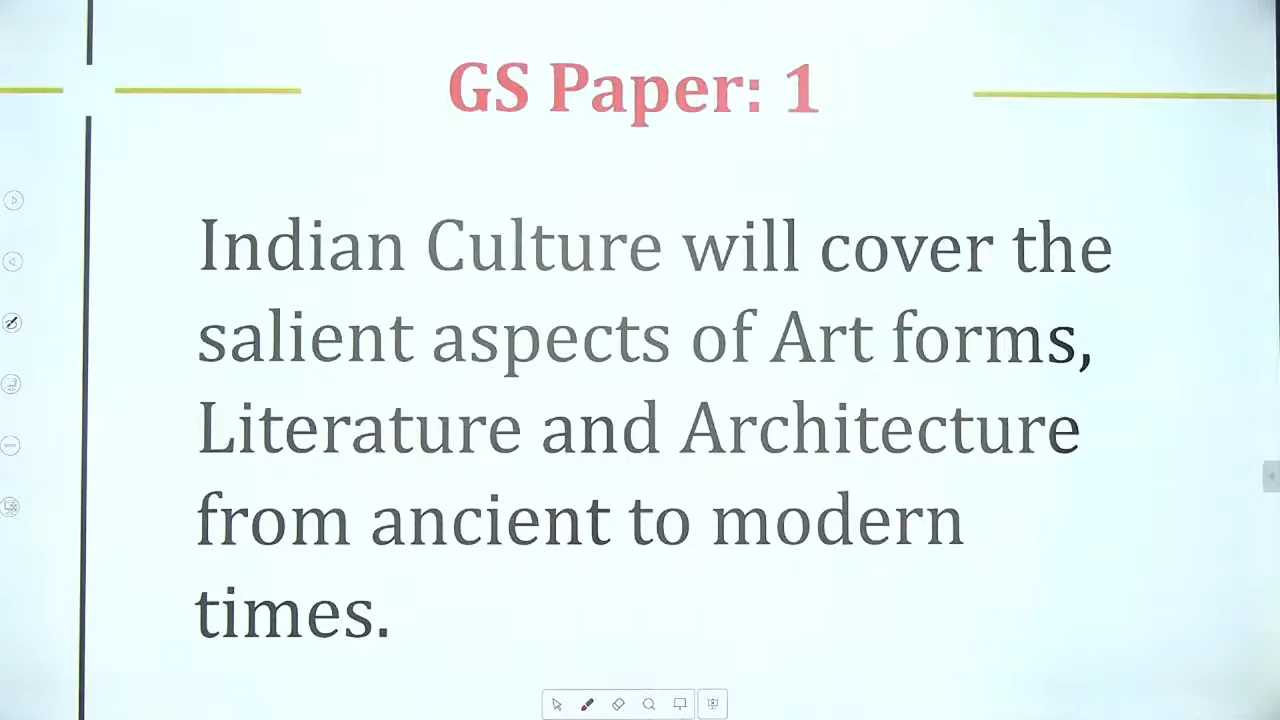 GS Paper: 1
Indian Culture will cover the
salient aspects of Art forms,
Literature and Architecture
from ancient to modern
times.